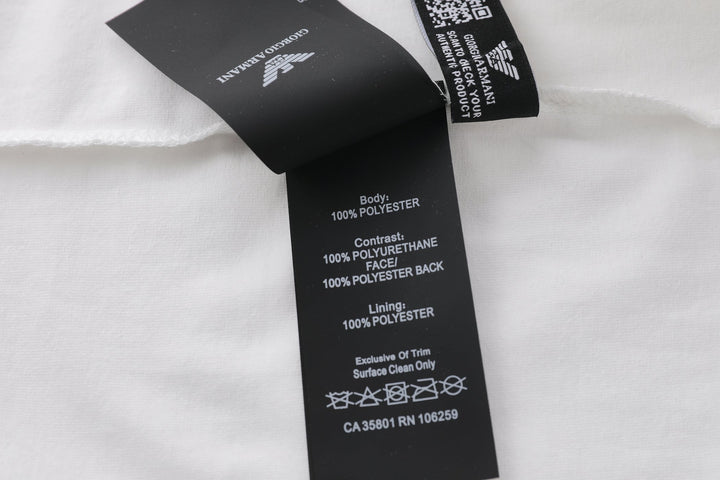 GIORGIO ARMANI
GIORGIO ARMANI
SCAN TO CHECK YOUR
AUTHENTIC PRODUCT
Body:
100% POLYESTER
Contrast:
100% POLYURETHANE
FACE/
100% POLYESTER BACK
Lining:
100% POLYESTER
Exclusive Of Trim
Surface Clean Only
CA 35801 RN 106259